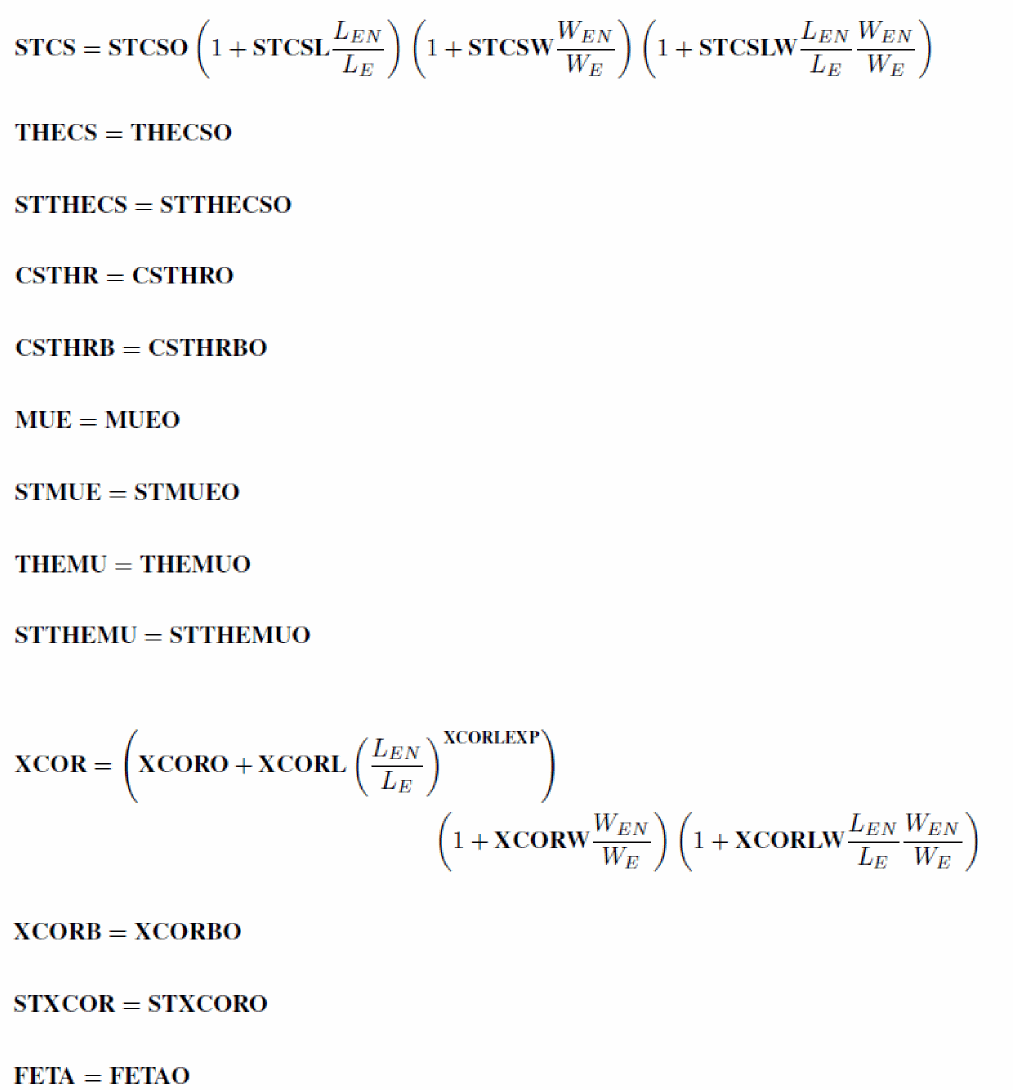 STCS = STCSO (1 + STCSL L_EN/L_E) (1 + STCSW W_EN/W_E) (1 + STCSLW L_EN/L_E W_EN/W_E)
THECS = THECSO
STTHECS = STTHECSO
CSTHR = CSTHRO
CSTHRB = CSTHRBO
MUE = MUEO
STMUE = STMUEO
THEMU = THEMUO
STTHEMU = STTHEMUO
XCOR = (XCORO + XCORL (L_EN/L_E)^XCORLEXP)
(1 + XCORW W_EN/W_E) (1 + XCORLW L_EN/L_E W_EN/W_E)
XCORB = XCORBO
STXCOR = STXCORO
FETA = FETAO